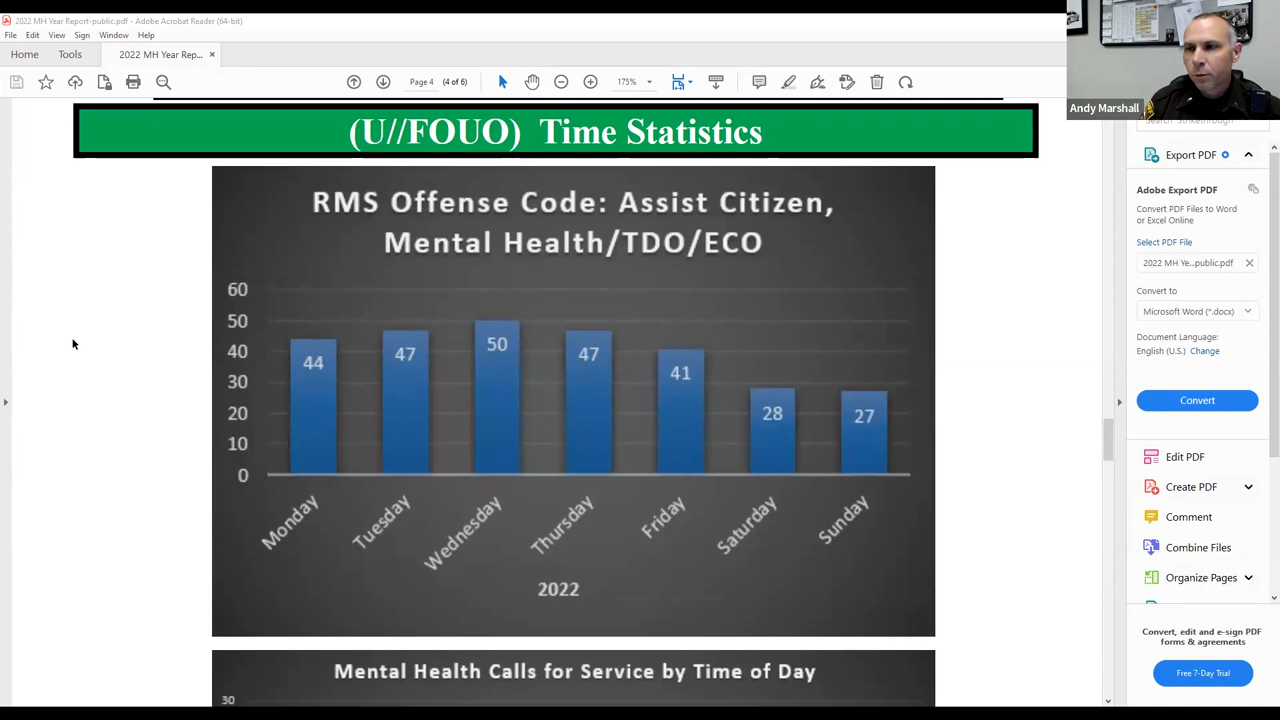 2022 MH Year Report-public.pdf - Adobe Acrobat Reader (64-bit)
File Edit View Sign Window Help
Home Tools 2022 MH Year Rep... ×
Page 4 (4 of 6) 175%
Andy Marshall
(U//FOUO) Time Statistics
RMS Offense Code: Assist Citizen,
Mental Health/TDO/ECO
60
50
40
30
20
10
0
44 47 50 47 41 28 27
Monday Tuesday Wednesday Thursday Friday Saturday Sunday
2022
Mental Health Calls for Service by Time of Day
30
Search 'Strikethrough'
Export PDF
Adobe Export PDF
Convert PDF Files to Word
or Excel Online
Select PDF File
2022 MH Ye...public.pdf
Convert to
Microsoft Word (*.docx)
Document Language:
English (U.S.) Change
Convert
Edit PDF
Create PDF
Comment
Combine Files
Organize Pages
Convert, edit and e-sign PDF
forms & agreements
Free 7-Day Trial